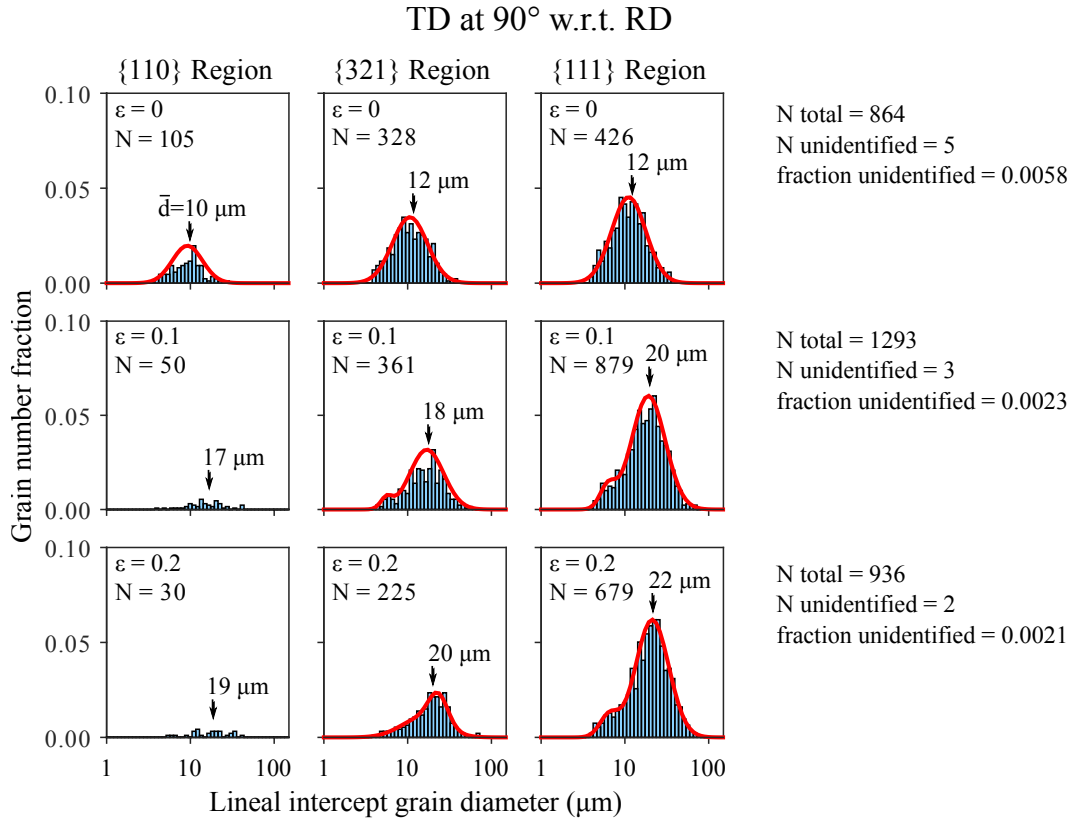 TD at 90° w.r.t. RD
{110} Region
{321} Region
{111} Region
Grain number fraction
0.10
0.05
0.00
ε = 0
N = 105
d̄=10 μm
ε = 0
N = 328
12 μm
ε = 0
N = 426
12 μm
N total = 864
N unidentified = 5
fraction unidentified = 0.0058
0.10
0.05
0.00
ε = 0.1
N = 50
17 μm
ε = 0.1
N = 361
18 μm
ε = 0.1
N = 879
20 μm
N total = 1293
N unidentified = 3
fraction unidentified = 0.0023
0.10
0.05
0.00
ε = 0.2
N = 30
19 μm
ε = 0.2
N = 225
20 μm
ε = 0.2
N = 679
22 μm
N total = 936
N unidentified = 2
fraction unidentified = 0.0021
1 10 100
1 10 100
1 10 100
Lineal intercept grain diameter (μm)